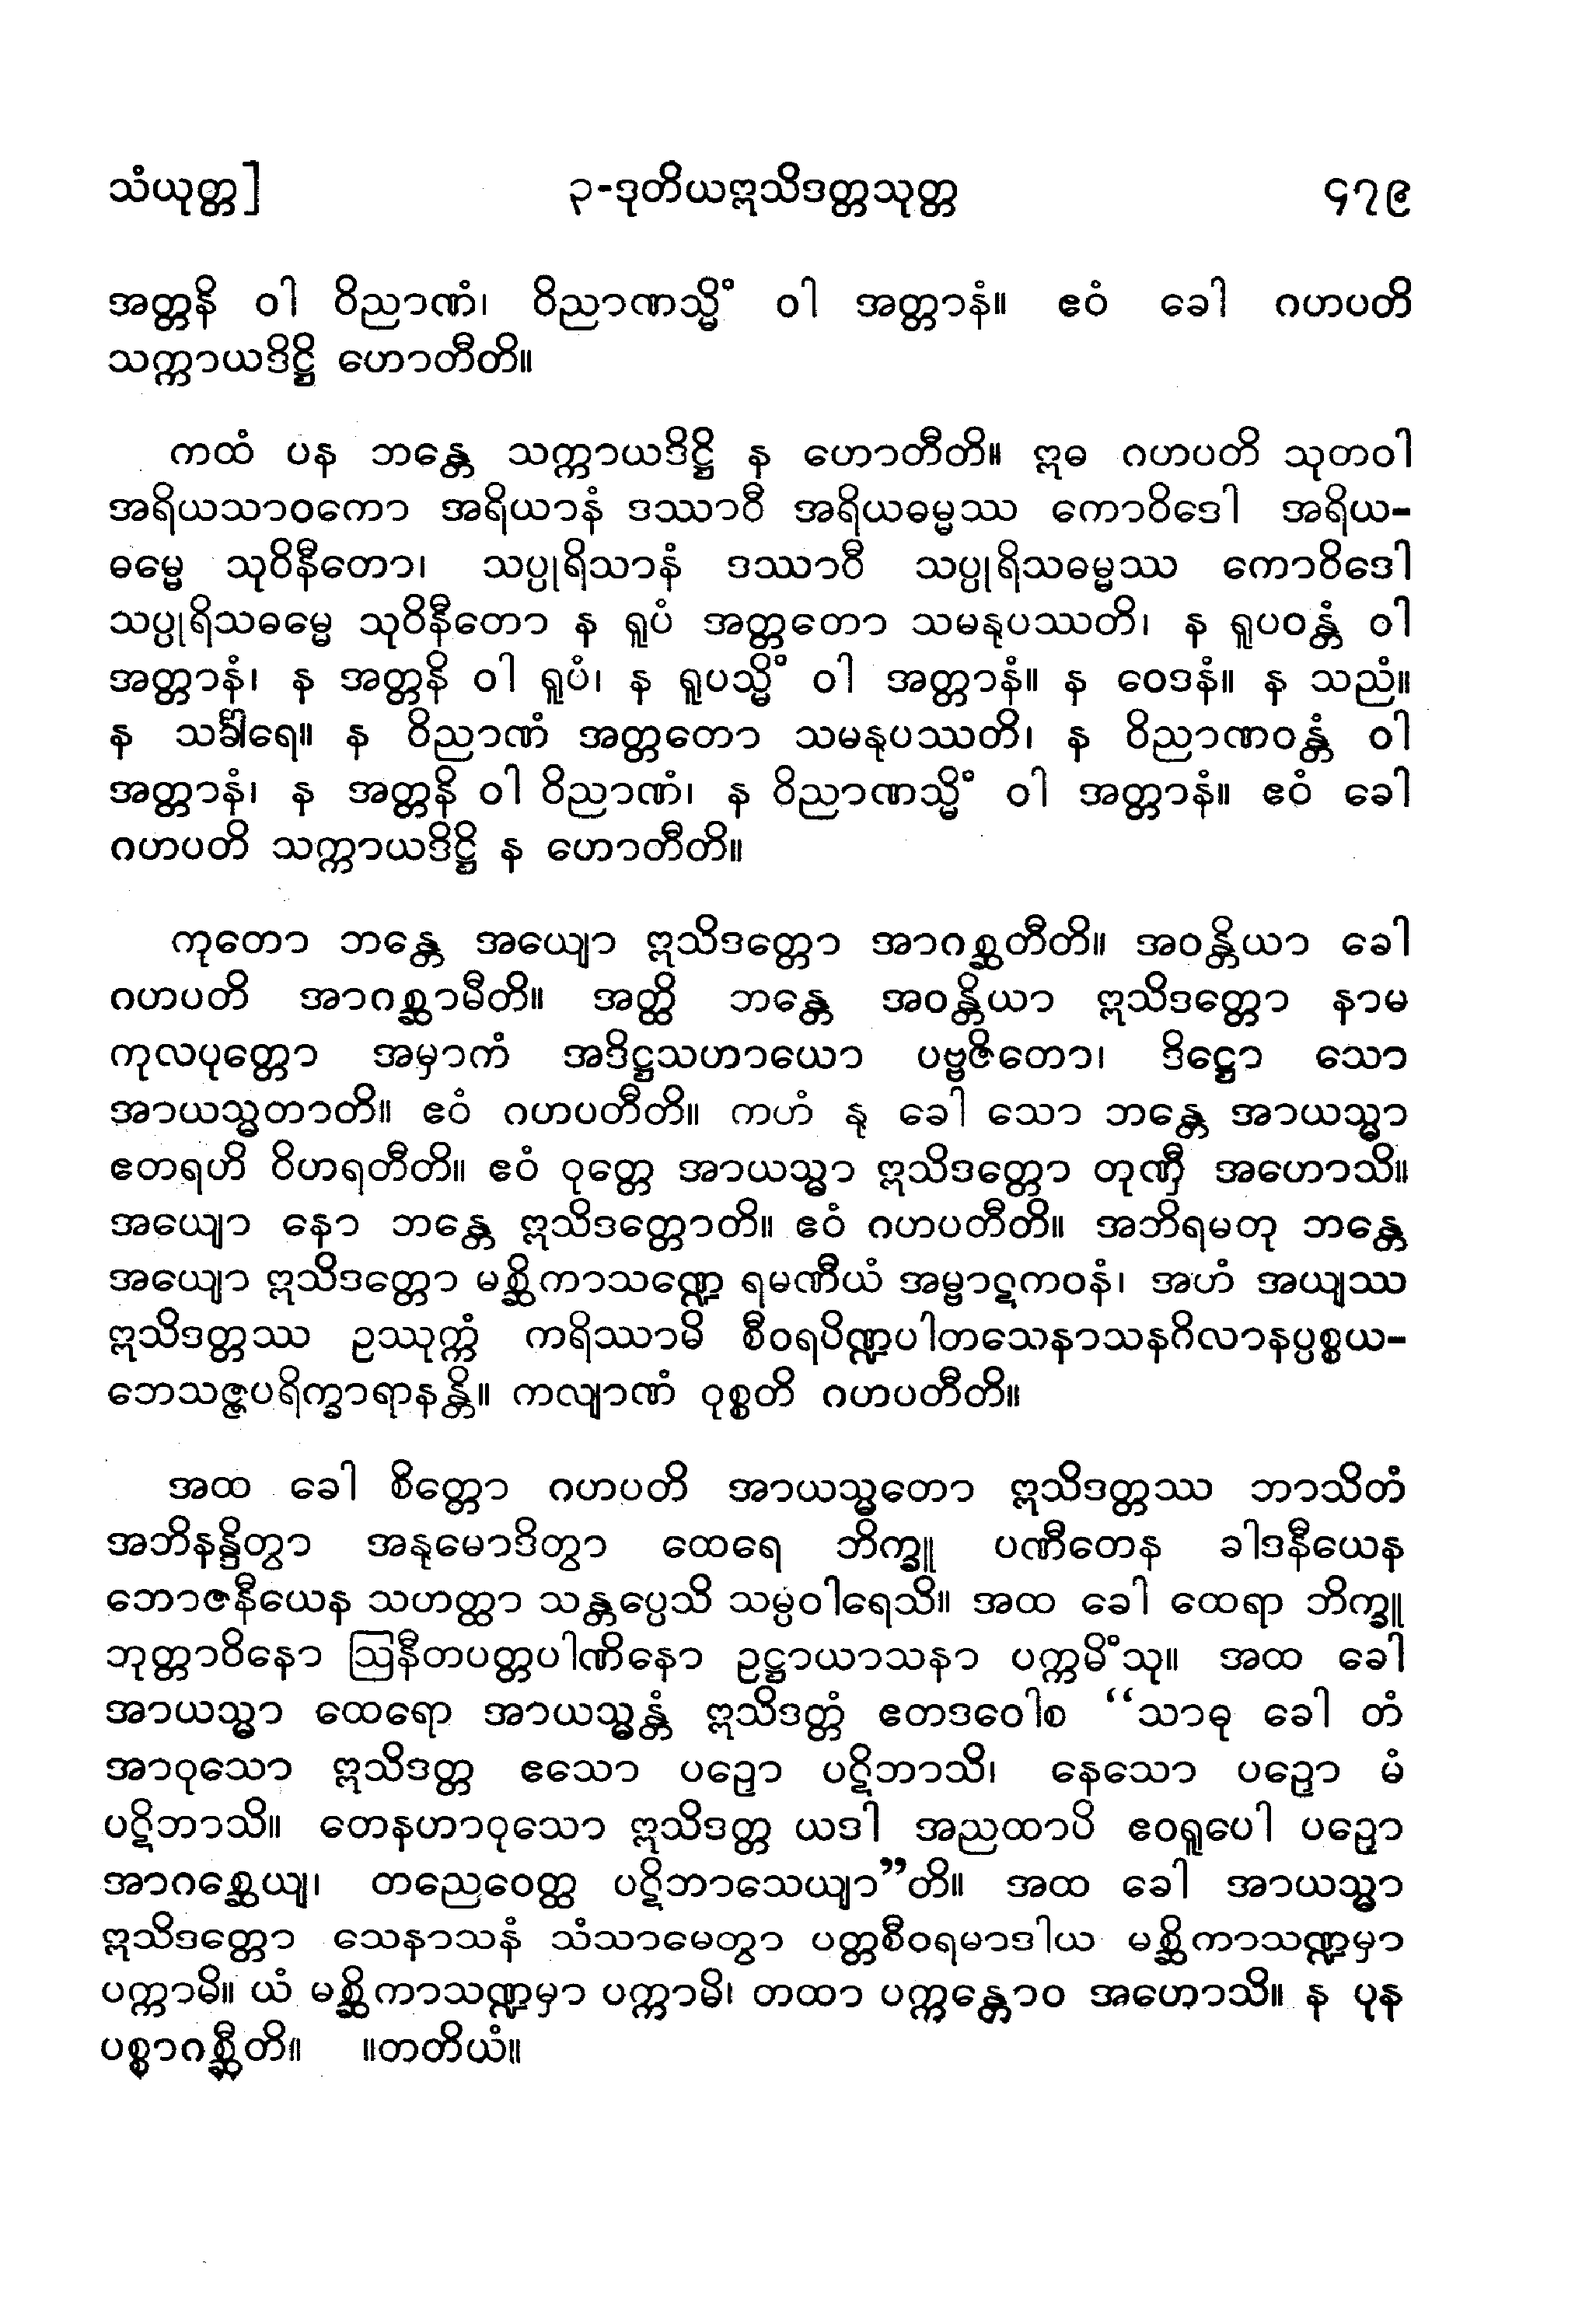 သံယုတ္တ] ၃-ဒုတိယဣသိဒတ္တသုတ္တ ၄၇၉
အတ္တနိ ဝါ ဝိညာဏံ၊ ဝိညာဏသ္မိံ ဝါ အတ္တာနံ။ ဧဝံ ခေါ ဂဟပတိ
သက္ကာယဒိဋ္ဌိ ဟောတီတိ။
ကထံ ပန ဘန္တေ သက္ကာယဒိဋ္ဌိ န ဟောတီတိ။ ဣဓ ဂဟပတိ သုတဝါ
အရိယသာဝကော အရိယာနံ ဒဿာဝီ အရိယဓမ္မဿ ကောဝိဒေါ အရိယ-
ဓမ္မေ သုဝိနီတော၊ သပ္ပုရိသာနံ ဒဿာဝီ သပ္ပုရိသဓမ္မဿ ကောဝိဒေါ
သပ္ပုရိသဓမ္မေ သုဝိနီတော န ရူပံ အတ္တတော သမနုပဿတိ၊ န ရူပဝန္တံ ဝါ
အတ္တာနံ၊ န အတ္တနိ ဝါ ရူပံ၊ န ရူပသ္မိံ ဝါ အတ္တာနံ။ န ဝေဒနံ။ န သညံ။
န သင်္ခါရေ။ န ဝိညာဏံ အတ္တတော သမနုပဿတိ၊ န ဝိညာဏဝန္တံ ဝါ
အတ္တာနံ၊ န အတ္တနိ ဝါ ဝိညာဏံ၊ န ဝိညာဏသ္မိံ ဝါ အတ္တာနံ။ ဧဝံ ခေါ
ဂဟပတိ သက္ကာယဒိဋ္ဌိ န ဟောတီတိ။
ကုတော ဘန္တေ အယျော ဣသိဒတ္တော အာဂစ္ဆတီတိ။ အဝန္တိယာ ခေါ
ဂဟပတိ အာဂစ္ဆာမီတိ။ အတ္ထိ ဘန္တေ အဝန္တိယာ ဣသိဒတ္တော နာမ
ကုလပုတ္တော အမှာကံ အဒိဋ္ဌသဟာယော ပဗ္ဗဇိတော၊ ဒိဋ္ဌော သော
အာယသ္မတာတိ။ ဧဝံ ဂဟပတီတိ။ ကဟံ နု ခေါ သော ဘန္တေ အာယသ္မာ
ဧတရဟိ ဝိဟရတီတိ။ ဧဝံ ဝုတ္တေ အာယသ္မာ ဣသိဒတ္တော တုဏှီ အဟောသိ။
အယျော နော ဘန္တေ ဣသိဒတ္တောတိ။ ဧဝံ ဂဟပတီတိ။ အဘိရမတု ဘန္တေ
အယျော ဣသိဒတ္တော မစ္ဆိကာသဏ္ဍေ ရမဏီယံ အမ္ဗာဋကဝနံ၊ အဟံ အယျဿ
ဣသိဒတ္တဿ ဥဿုက္ကံ ကရိဿာမိ စီဝရပိဏ္ဍပါတသေနာသနဂိလာနပ္ပစ္စယ-
ဘေသဇ္ဇပရိက္ခာရာနန္တိ။ ကလျာဏံ ဝုစ္စတိ ဂဟပတီတိ။
အထ ခေါ စိတ္တော ဂဟပတိ အာယသ္မတော ဣသိဒတ္တဿ ဘာသိတံ
အဘိနန္ဒိတွာ အနုမောဒိတွာ ထေရေ ဘိက္ခူ ပဏီတေန ခါဒနီယေန
ဘောဇနီယေန သဟတ္ထာ သန္တပ္ပေသိ သမ္ပဝါရေသိ။ အထ ခေါ ထေရာ ဘိက္ခူ
ဘုတ္တာဝိနော ဩနီတပတ္တပါဏိနော ဥဋ္ဌာယာသနာ ပက္ကမိံသု။ အထ ခေါ
အာယသ္မာ ထေရော အာယသ္မန္တံ ဣသိဒတ္တံ ဧတဒဝေါစ “သာဓု ခေါ တံ
အာဝုသော ဣသိဒတ္တ ဧသော ပဉှော ပဋိဘာသိ၊ နေသော ပဉှော မံ
ပဋိဘာသိ။ တေနဟာဝုသော ဣသိဒတ္တ ယဒါ အညထာပိ ဧဝရူပေါ ပဉှော
အာဂစ္ဆေယျ၊ တညေဝေတ္ထ ပဋိဘာသေယျာ”တိ။ အထ ခေါ အာယသ္မာ
ဣသိဒတ္တော သေနာသနံ သံသာမေတွာ ပတ္တစီဝရမာဒါယ မစ္ဆိကာသဏ္ဍမှာ
ပက္ကာမိ။ ယံ မစ္ဆိကာသဏ္ဍမှာ ပက္ကာမိ၊ တထာ ပက္ကန္တောဝ အဟောသိ။ န ပုန
ပစ္စာဂစ္ဆီတိ။ ။တတိယံ။